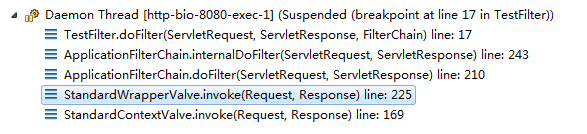 Daemon Thread [http-bio-8080-exec-1] (Suspended (breakpoint at line 17 in TestFilter))
TestFilter.doFilter(ServletRequest, ServletResponse, FilterChain) line: 17
ApplicationFilterChain.internalDoFilter(ServletRequest, ServletResponse) line: 243
ApplicationFilterChain.doFilter(ServletRequest, ServletResponse) line: 210
StandardWrapperValve.invoke(Request, Response) line: 225
StandardContextValve.invoke(Request, Response) line: 169